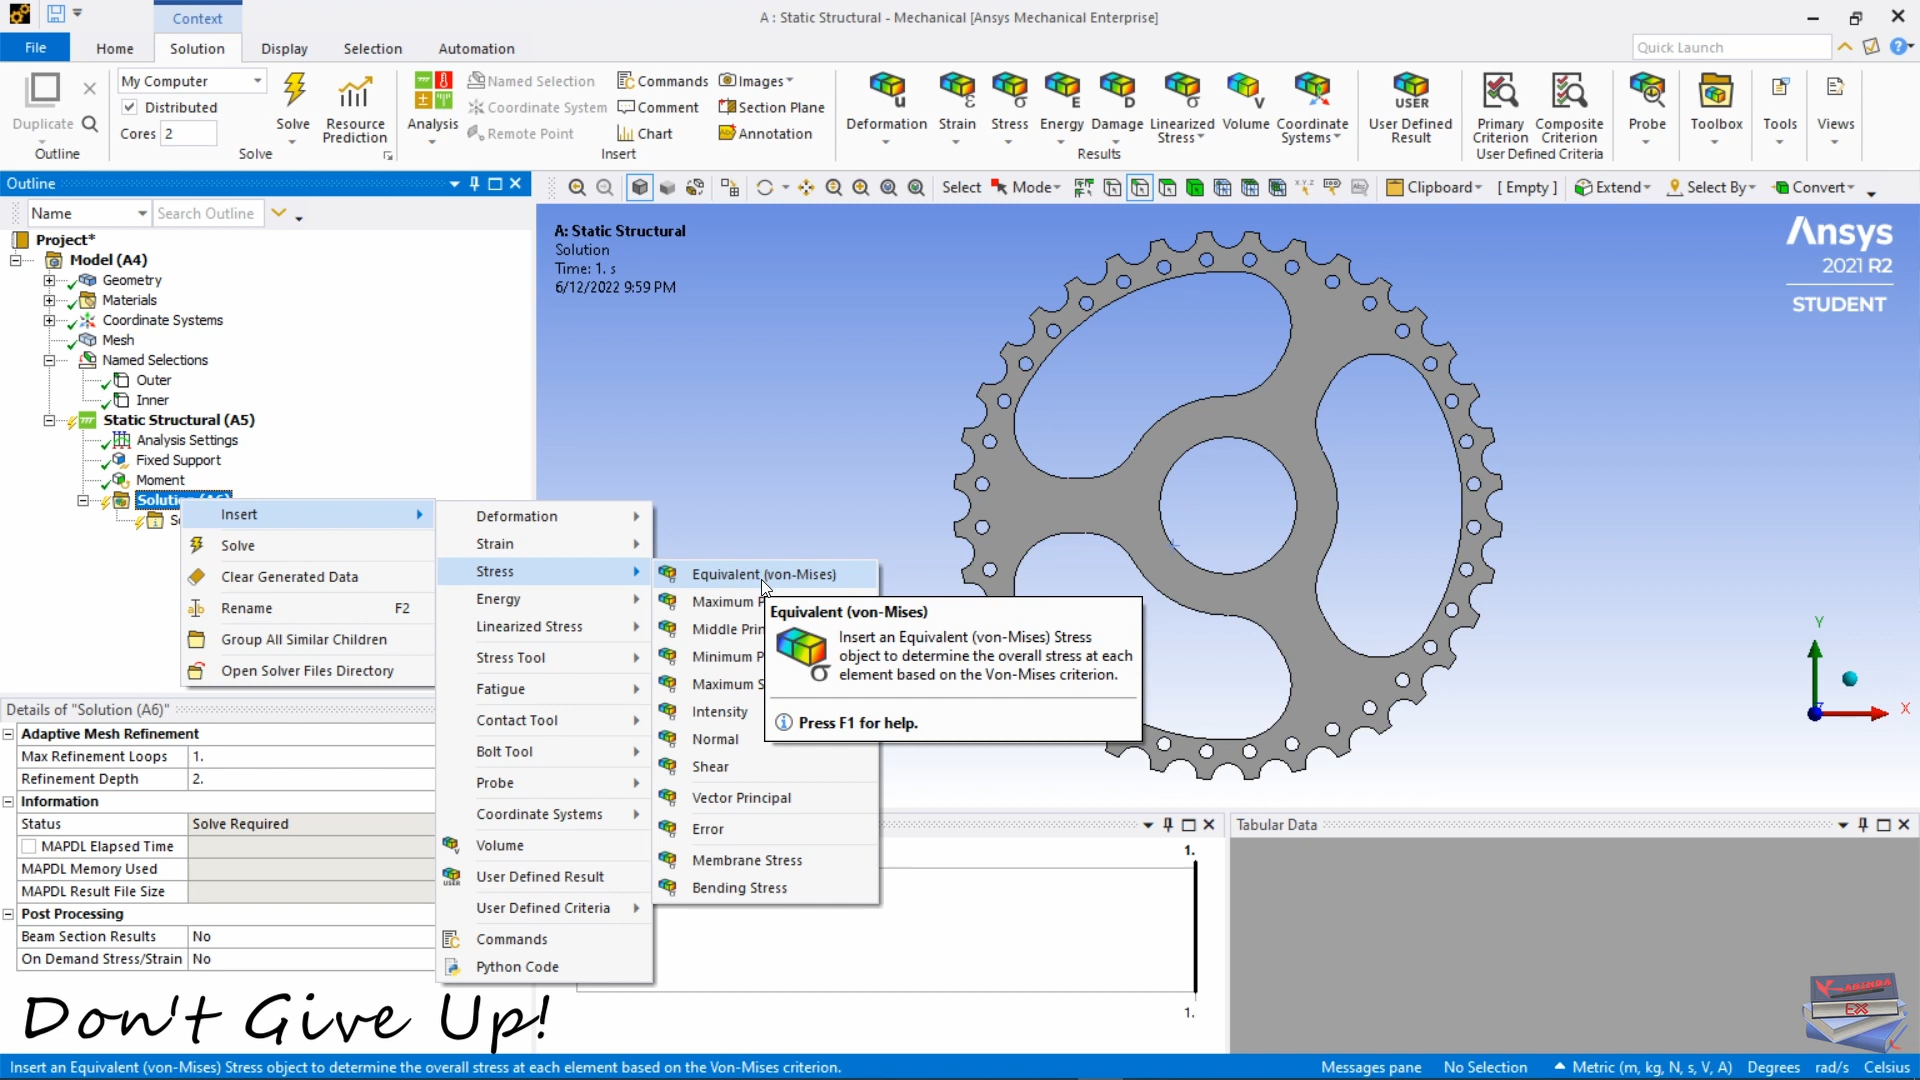 Context
A : Static Structural - Mechanical [Ansys Mechanical Enterprise]
File
Home
Solution
Display
Selection
Automation
Quick Launch
Duplicate
Outline
My Computer
Distributed
Cores 2
Solve
Resource
Prediction
Solve
Analysis
Named Selection
Coordinate System
Remote Point
Commands
Comment
Chart
Images
Section Plane
Annotation
Insert
Deformation
Strain
Stress
Energy
Damage
Linearized
Stress
Volume
Coordinate
Systems
Results
USER
User Defined
Result
Primary
Criterion
Composite
Criterion
User Defined Criteria
Probe
Toolbox
Tools
Views
Outline
Name
Search Outline
Select
Mode
Clipboard
[ Empty ]
Extend
Select By
Convert
Project*
Model (A4)
Geometry
Materials
Coordinate Systems
Mesh
Named Selections
Outer
Inner
Static Structural (A5)
Analysis Settings
Fixed Support
Moment
Solution (A6)
A: Static Structural
Solution
Time: 1. s
6/12/2022 9:59 PM
Ansys
2021 R2
STUDENT
Insert
Solve
Clear Generated Data
Rename F2
Group All Similar Children
Open Solver Files Directory
Deformation
Strain
Stress
Energy
Linearized Stress
Stress Tool
Fatigue
Contact Tool
Bolt Tool
Probe
Coordinate Systems
Volume
User Defined Result
User Defined Criteria
Commands
Python Code
Equivalent (von-Mises)
Maximum P
Middle Prin
Minimum P
Maximum S
Intensity
Normal
Shear
Vector Principal
Error
Membrane Stress
Bending Stress
Equivalent (von-Mises)
Insert an Equivalent (von-Mises) Stress
object to determine the overall stress at each
element based on the Von-Mises criterion.
Press F1 for help.
Y
X
Details of "Solution (A6)"
Adaptive Mesh Refinement
Max Refinement Loops 1.
Refinement Depth 2.
Information
Status Solve Required
MAPDL Elapsed Time
MAPDL Memory Used
MAPDL Result File Size
Post Processing
Beam Section Results No
On Demand Stress/Strain No
Tabular Data
1.
1.
Don't Give Up!
EX
Insert an Equivalent (von-Mises) Stress object to determine the overall stress at each element based on the Von-Mises criterion.
Messages pane
No Selection
Metric (m, kg, N, s, V, A)
Degrees
rad/s
Celsius